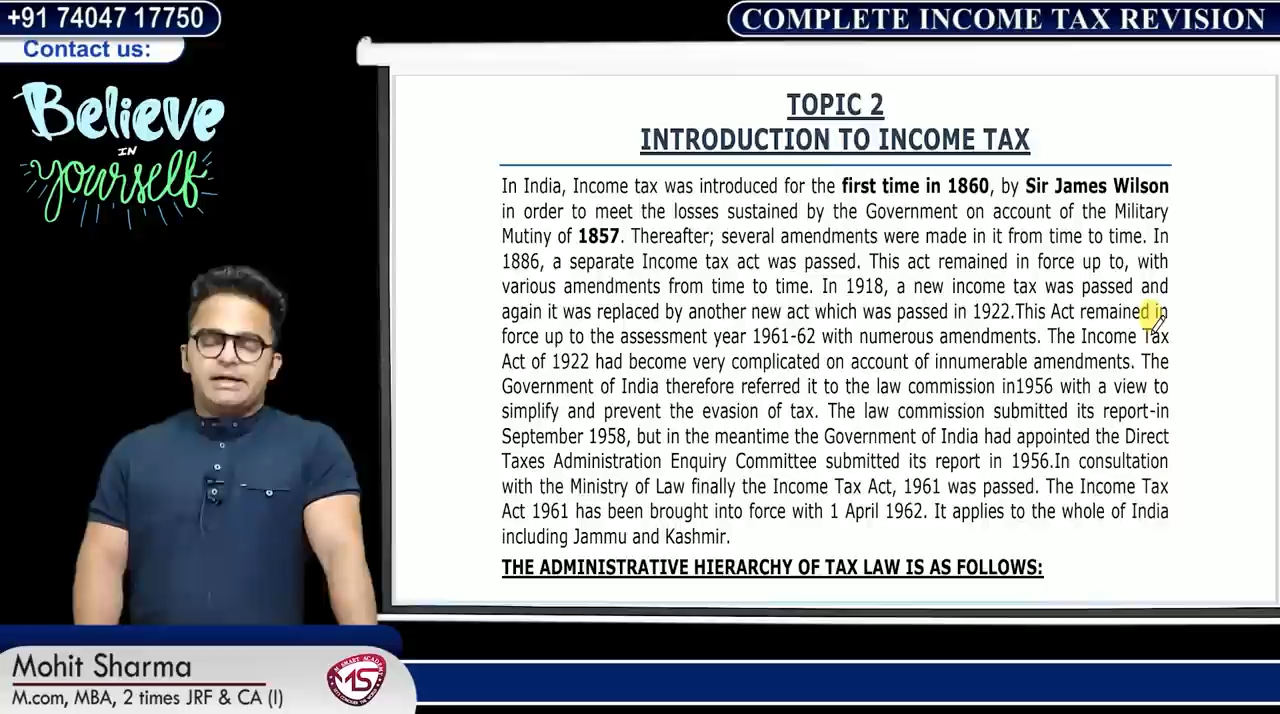 +91 74047 17750
Contact us:
COMPLETE INCOME TAX REVISION
Believe
IN
yourself
TOPIC 2
INTRODUCTION TO INCOME TAX
In India, Income tax was introduced for the first time in 1860, by Sir James Wilson
in order to meet the losses sustained by the Government on account of the Military
Mutiny of 1857. Thereafter; several amendments were made in it from time to time. In
1886, a separate Income tax act was passed. This act remained in force up to, with
various amendments from time to time. In 1918, a new income tax was passed and
again it was replaced by another new act which was passed in 1922.This Act remained in
force up to the assessment year 1961-62 with numerous amendments. The Income Tax
Act of 1922 had become very complicated on account of innumerable amendments. The
Government of India therefore referred it to the law commission in1956 with a view to
simplify and prevent the evasion of tax. The law commission submitted its report-in
September 1958, but in the meantime the Government of India had appointed the Direct
Taxes Administration Enquiry Committee submitted its report in 1956.In consultation
with the Ministry of Law finally the Income Tax Act, 1961 was passed. The Income Tax
Act 1961 has been brought into force with 1 April 1962. It applies to the whole of India
including Jammu and Kashmir.
THE ADMINISTRATIVE HIERARCHY OF TAX LAW IS AS FOLLOWS:
Mohit Sharma
M.com, MBA, 2 times JRF & CA (I)
MS